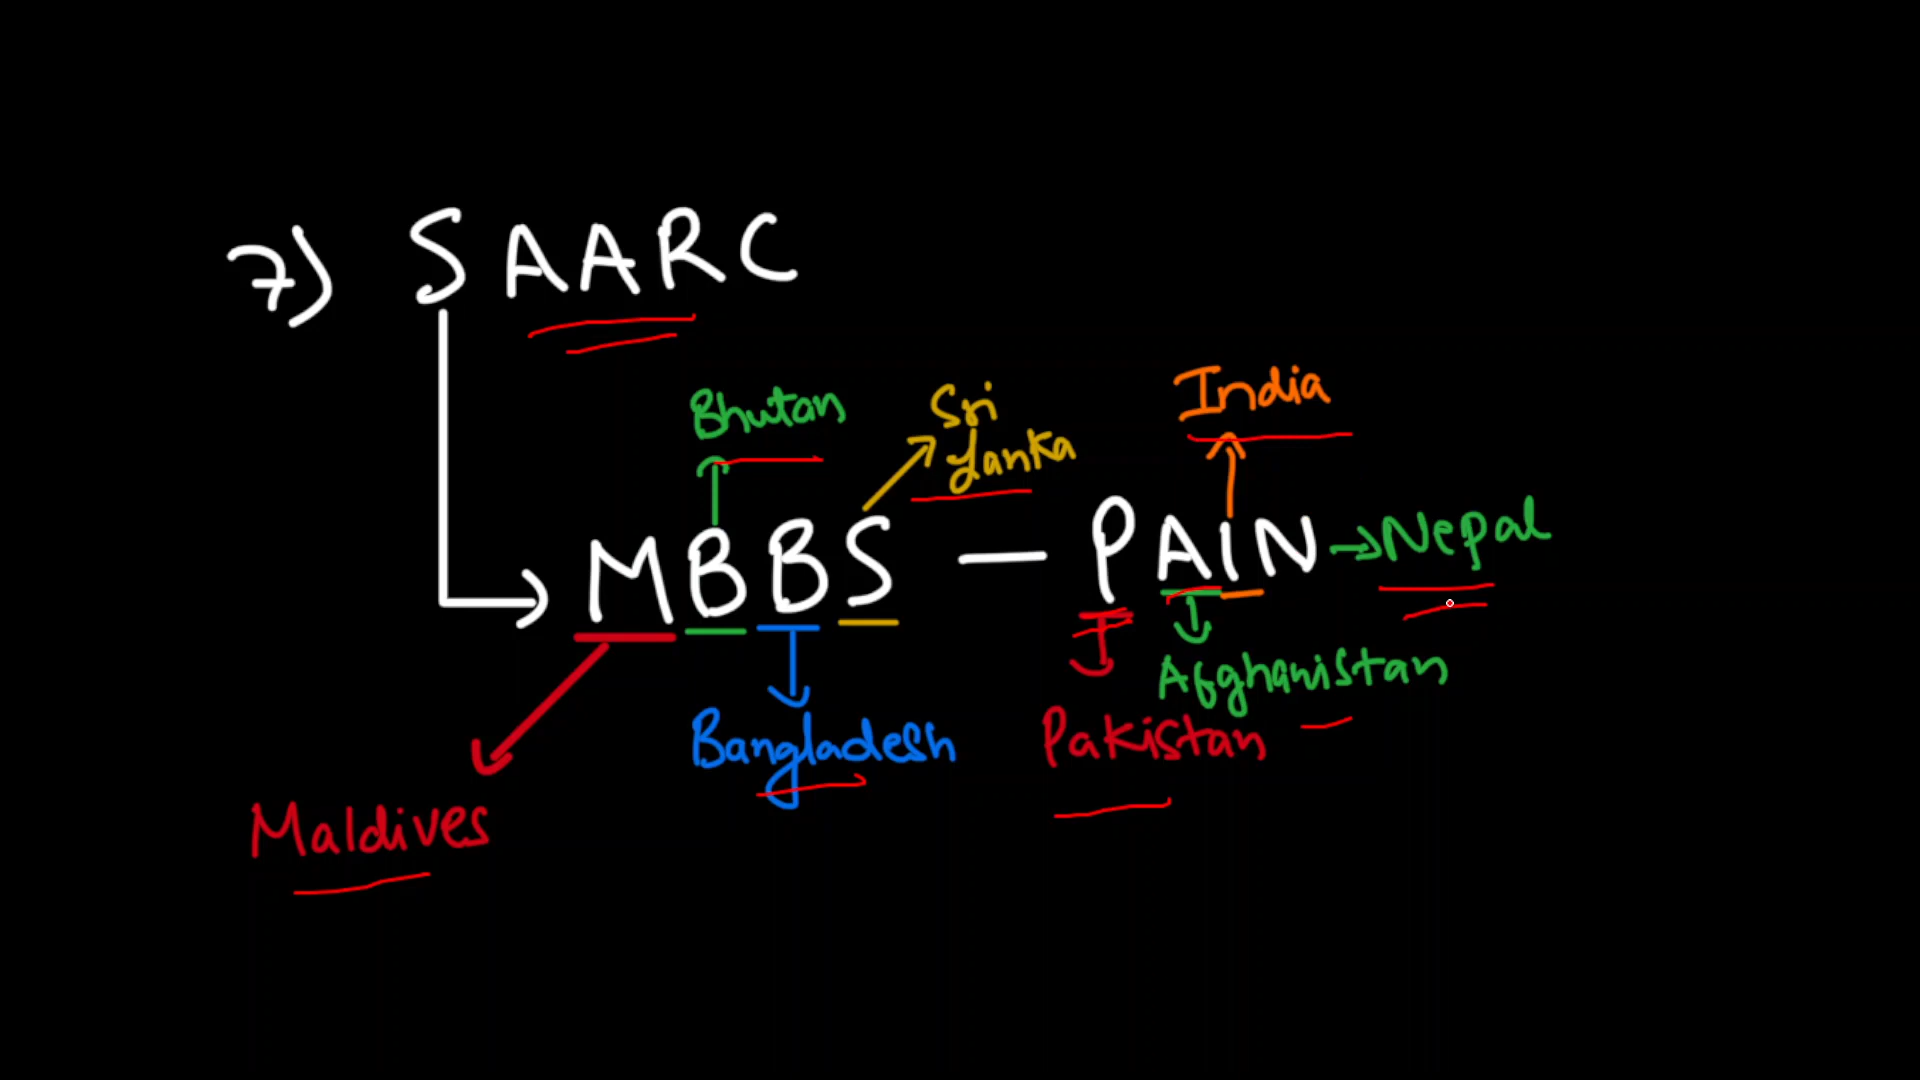 7) SAARC
Bhutan
Sri
Lanka
India
MBBS - PAIN → Nepal
Afghanistan
Bangladesh
Pakistan
Maldives